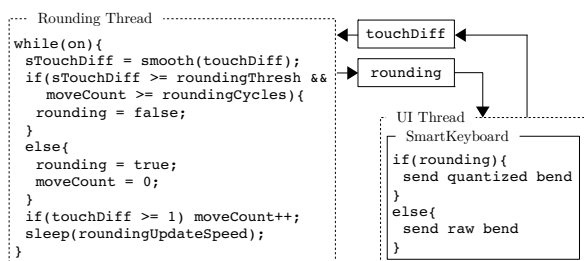 Rounding Thread
while(on){
sTouchDiff = smooth(touchDiff);
if(sTouchDiff >= roundingThresh &&
moveCount >= roundingCycles){
rounding = false;
}
else{
rounding = true;
moveCount = 0;
}
if(touchDiff >= 1) moveCount++;
sleep(roundingUpdateSpeed);
}
touchDiff
rounding
UI Thread
SmartKeyboard
if(rounding){
send quantized bend
}
else{
send raw bend
}